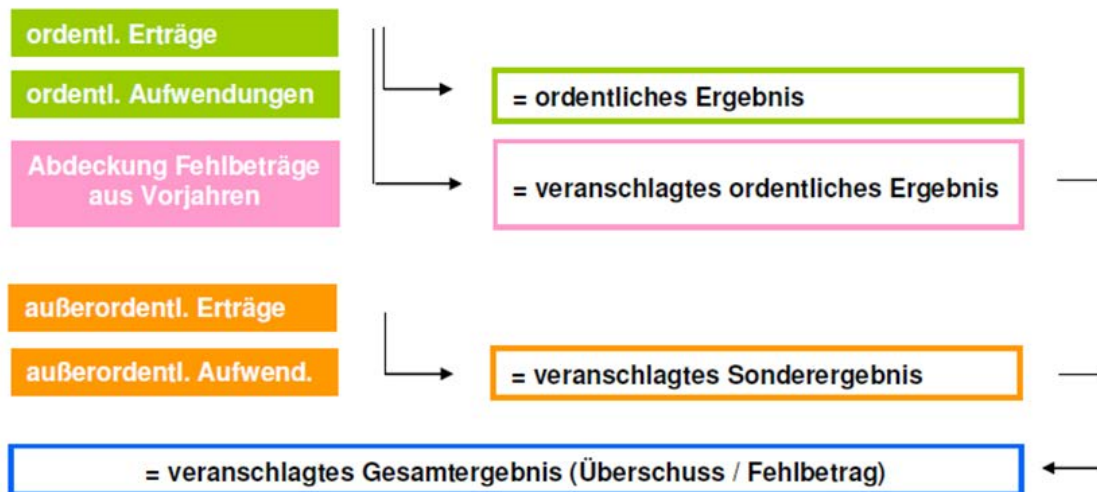 ordentl. Erträge
ordentl. Aufwendungen
= ordentliches Ergebnis
Abdeckung Fehlbeträge
aus Vorjahren
= veranschlagtes ordentliches Ergebnis
außerordentl. Erträge
außerordentl. Aufwend.
= veranschlagtes Sonderergebnis
= veranschlagtes Gesamtergebnis (Überschuss / Fehlbetrag)